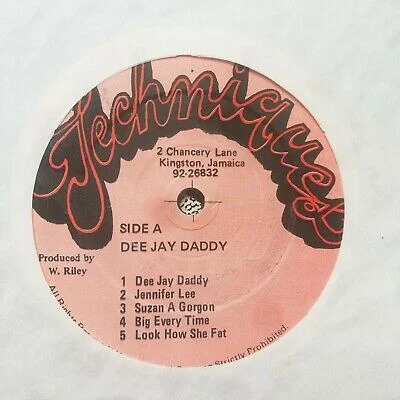 Techniques
2 Chancery Lane
Kingston, Jamaica
92-26832
SIDE A
DEE JAY DADDY
Produced by
W. Riley
1 Dee Jay Daddy
2 Jennifer Lee
3 Suzan A Gorgon
4 Big Every Time
5 Look How She Fat
All Rights
Strictly Prohibited.